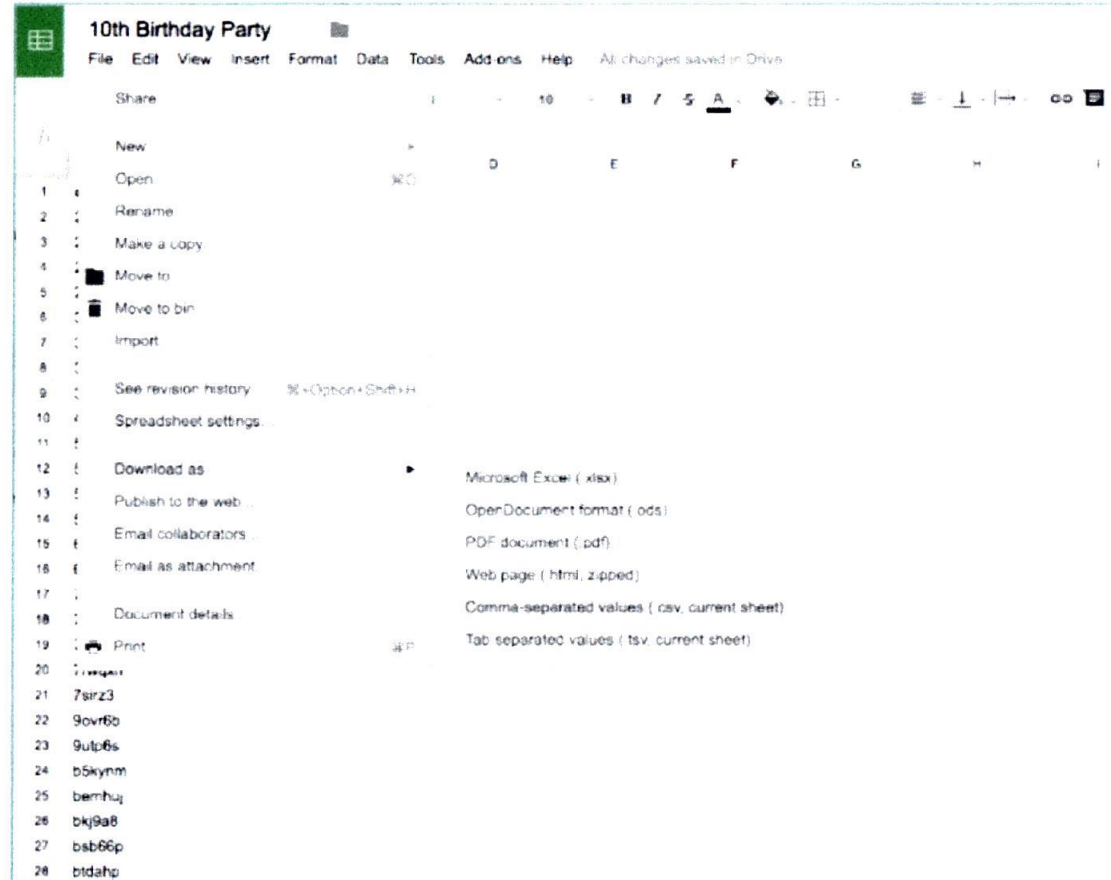 10th Birthday Party
File Edit View Insert Format Data Tools Add-ons Help All changes saved in Drive
Share
10 B I S A
New
D E F G H I
Open ⌘O
1
Rename
2
3 Make a copy
4
Move to
5
6 Move to bin
7 Import
8
9 See revision history ⌘+Option+Shift+H
10 Spreadsheet settings...
11
12 Download as Microsoft Excel (.xlsx)
13 Publish to the web...
14 OpenDocument format (.ods)
15 Email collaborators... PDF document (.pdf)
16 Email as attachment... Web page (.html, zipped)
17
18 Document details... Comma-separated values (.csv, current sheet)
19 Print ⌘P Tab-separated values (.tsv, current sheet)
20
21 7sirz3
22 9ovr6b
23 9utp6s
24 b5kynm
25 bemhuj
26 bkj9a8
27 bsb66p
28 btdahp